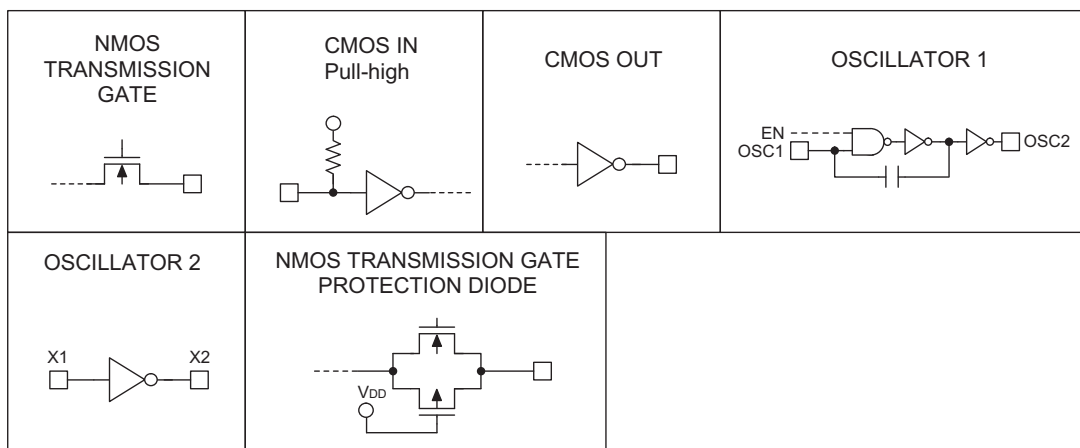 NMOS
TRANSMISSION
GATE
CMOS IN
Pull-high
CMOS OUT
OSCILLATOR 1
EN
OSC1
OSC2
OSCILLATOR 2
X1
X2
NMOS TRANSMISSION GATE
PROTECTION DIODE
VDD